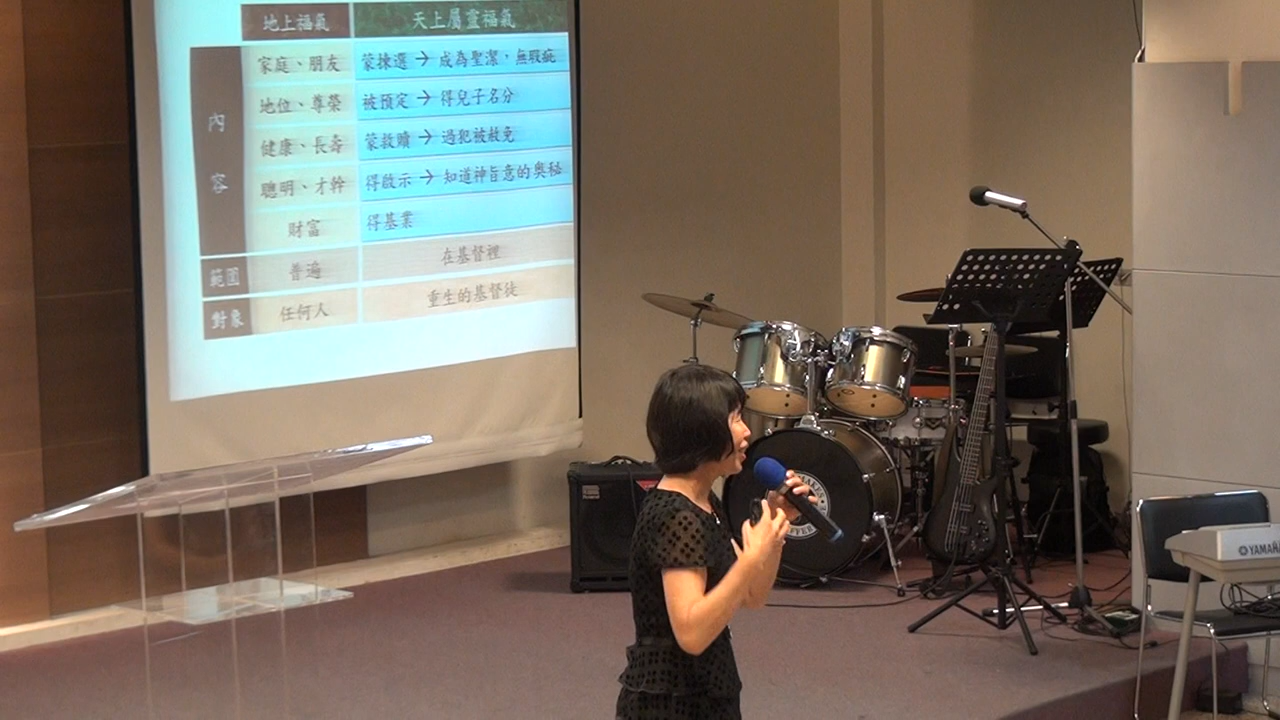 地上福氣 天上屬靈福氣
內容
家庭、朋友 蒙揀選→成為聖潔，無瑕疵
地位、尊榮 被預定→得兒子名分
健康、長壽 蒙救贖→過犯被赦免
聰明、才幹 得啟示→知道神旨意的奧秘
財富 得基業
範圍 普遍 在基督裡
對象 任何人 重生的基督徒
YAMAHA